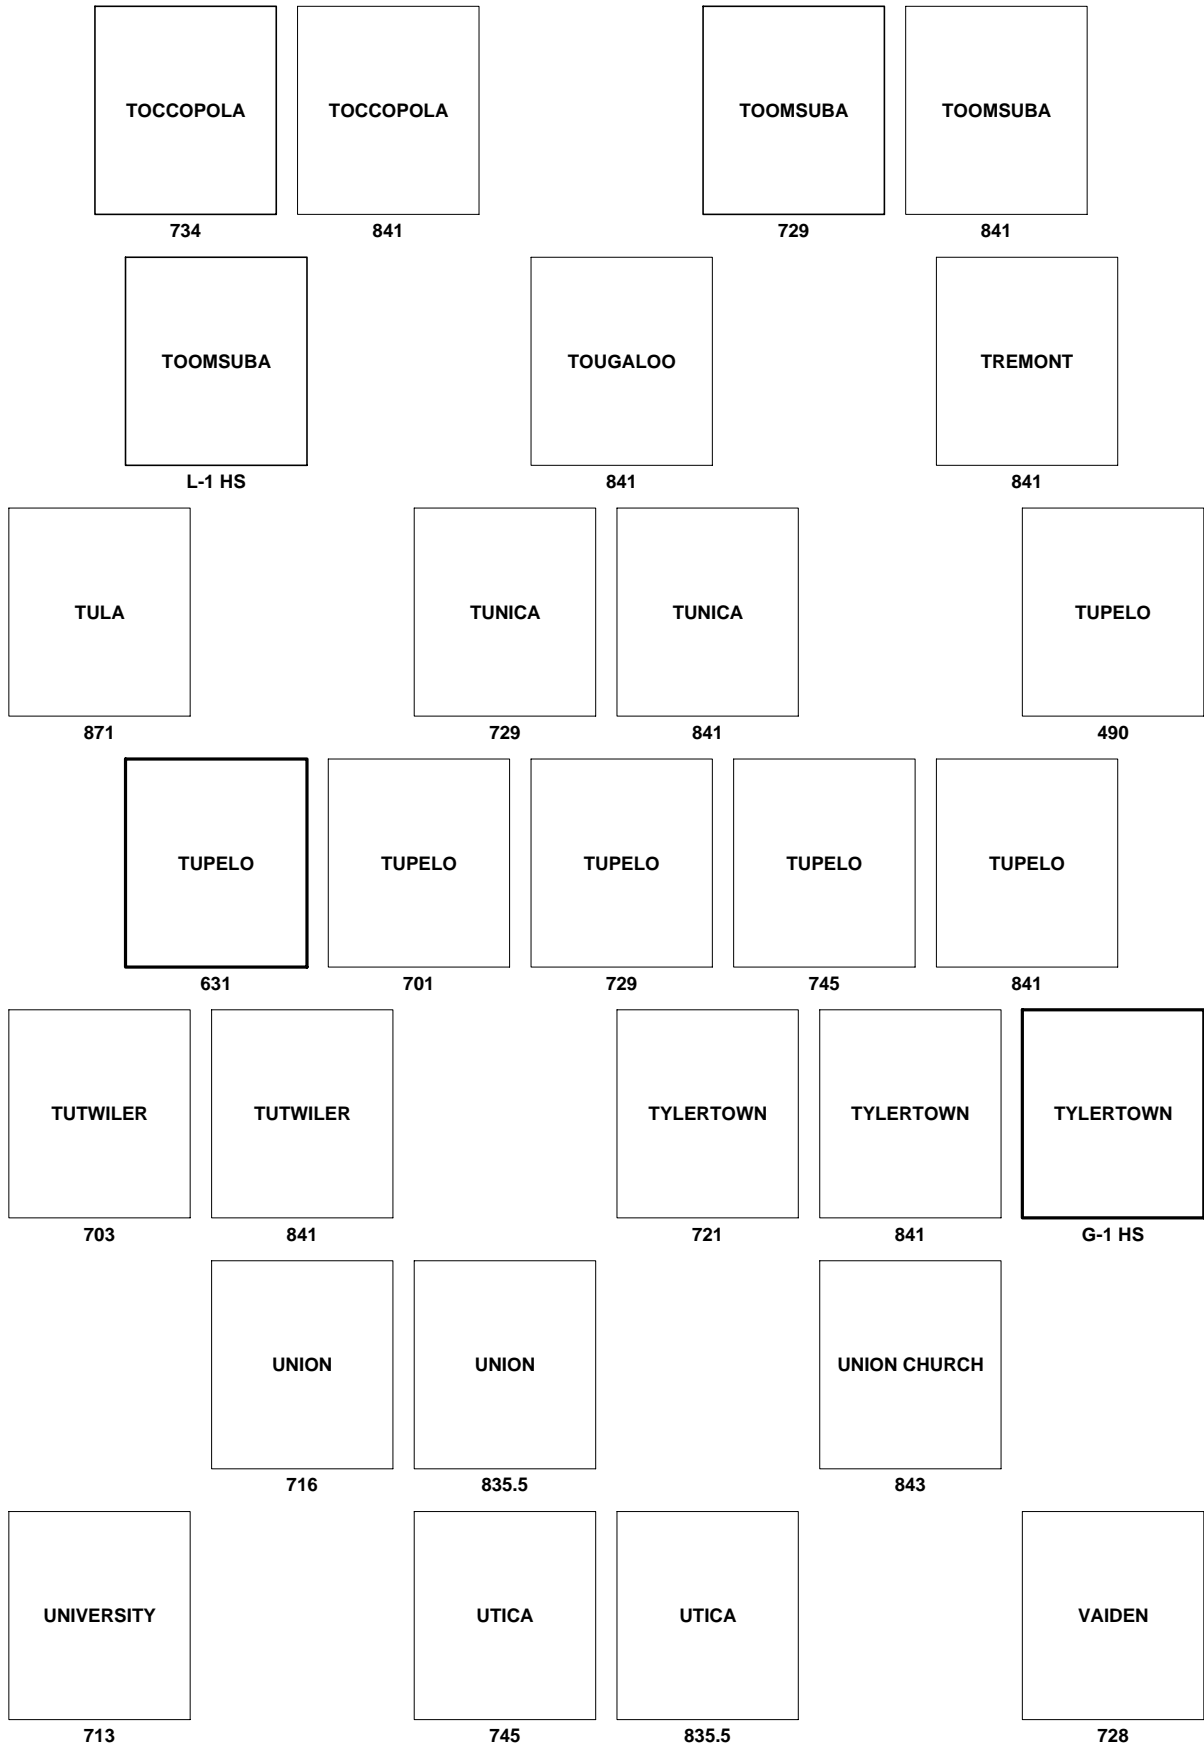 TOCCOPOLA TOCCOPOLA TOOMSUBA TOOMSUBA
734 841 729 841
TOOMSUBA TOUGALOO TREMONT
L-1 HS 841 841
TULA TUNICA TUNICA TUPELO
871 729 841 490
TUPELO TUPELO TUPELO TUPELO TUPELO
631 701 729 745 841
TUTWILER TUTWILER TYLERTOWN TYLERTOWN TYLERTOWN
703 841 721 841 G-1 HS
UNION UNION UNION CHURCH
716 835.5 843
UNIVERSITY UTICA UTICA VAIDEN
713 745 835.5 728